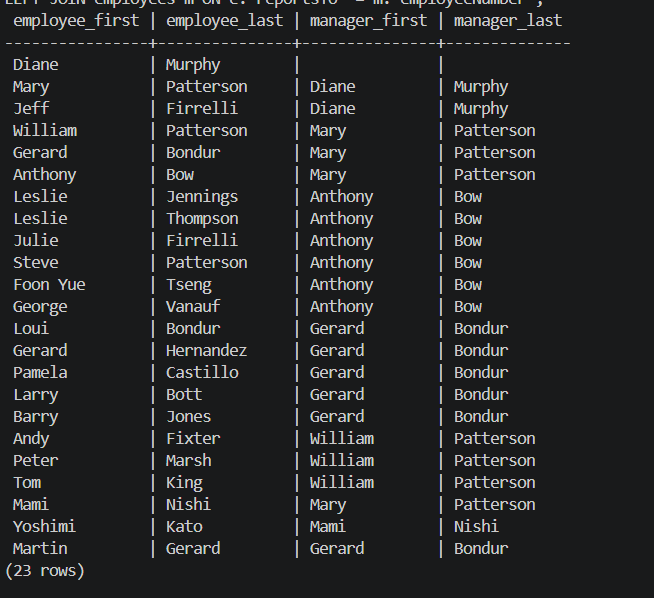 LEFT JOIN employees m ON e."reportsTo" = m."employeeNumber";
employee_first | employee_last | manager_first | manager_last
---------------+---------------+---------------+--------------
Diane | Murphy | |
Mary | Patterson | Diane | Murphy
Jeff | Firrelli | Diane | Murphy
William | Patterson | Mary | Patterson
Gerard | Bondur | Mary | Patterson
Anthony | Bow | Mary | Patterson
Leslie | Jennings | Anthony | Bow
Leslie | Thompson | Anthony | Bow
Julie | Firrelli | Anthony | Bow
Steve | Patterson | Anthony | Bow
Foon Yue | Tseng | Anthony | Bow
George | Vanauf | Anthony | Bow
Loui | Bondur | Gerard | Bondur
Gerard | Hernandez | Gerard | Bondur
Pamela | Castillo | Gerard | Bondur
Larry | Bott | Gerard | Bondur
Barry | Jones | Gerard | Bondur
Andy | Fixter | William | Patterson
Peter | Marsh | William | Patterson
Tom | King | William | Patterson
Mami | Nishi | Mary | Patterson
Yoshimi | Kato | Mami | Nishi
Martin | Gerard | Gerard | Bondur
(23 rows)